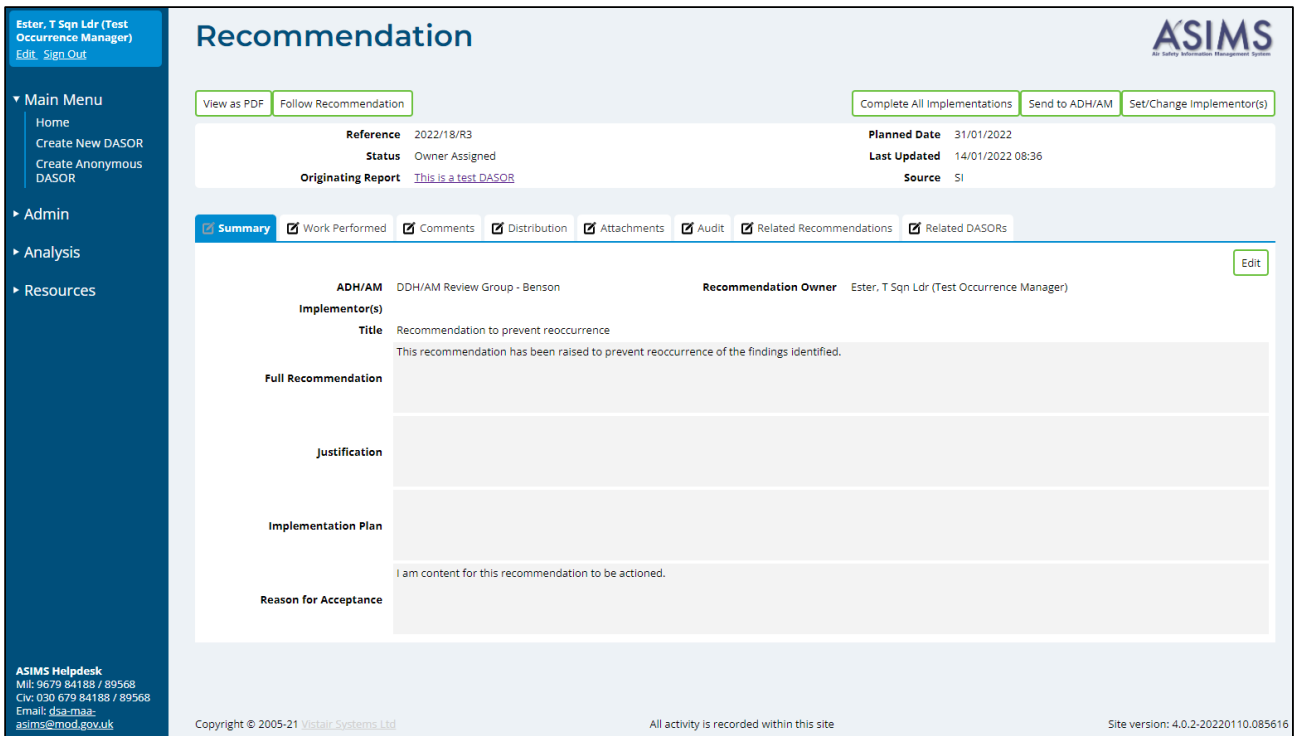 Ester, T Sqn Ldr (Test
Occurrence Manager)
Edit Sign Out
Main Menu
Home
Create New DASOR
Create Anonymous
DASOR
Admin
Analysis
Resources
ASIMS Helpdesk
Mil: 9679 84188 / 89568
Civ: 030 679 84188 / 89568
Email: dsa-maa-
asims@mod.gov.uk
Recommendation
ASIMS
Air Safety Information Management System
View as PDF Follow Recommendation Complete All Implementations Send to ADH/AM Set/Change Implementor(s)
Reference 2022/18/R3 Planned Date 31/01/2022
Status Owner Assigned Last Updated 14/01/2022 08:36
Originating Report This is a test DASOR Source SI
Summary Work Performed Comments Distribution Attachments Audit Related Recommendations Related DASORs
Edit
ADH/AM DDH/AM Review Group - Benson Recommendation Owner Ester, T Sqn Ldr (Test Occurrence Manager)
Implementor(s)
Title Recommendation to prevent reoccurrence
This recommendation has been raised to prevent reoccurrence of the findings identified.
Full Recommendation
Justification
Implementation Plan
I am content for this recommendation to be actioned.
Reason for Acceptance
Copyright © 2005-21 Vistair Systems Ltd All activity is recorded within this site Site version: 4.0.2-20220110.085616